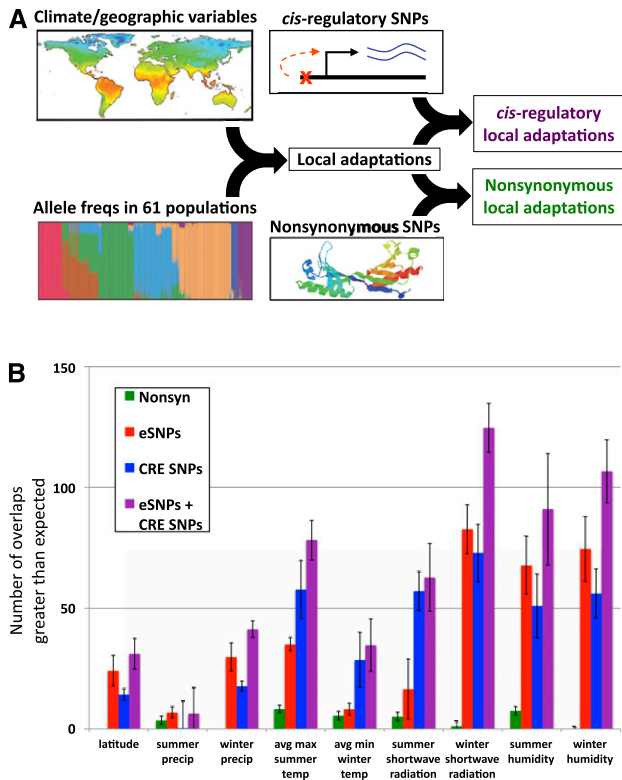 A
Climate/geographic variables
cis-regulatory SNPs
X
cis-regulatory
local adaptations
Local adaptations
Nonsynonymous
local adaptations
Allele freqs in 61 populations
Nonsynonymous SNPs
B
Number of overlaps
greater than expected
150
100
50
0
Nonsyn
eSNPs
CRE SNPs
eSNPs +
CRE SNPs
latitude
summer
precip
winter
precip
avg max
summer
temp
avg min
winter
temp
summer
shortwave
radiation
winter
shortwave
radiation
summer
humidity
winter
humidity